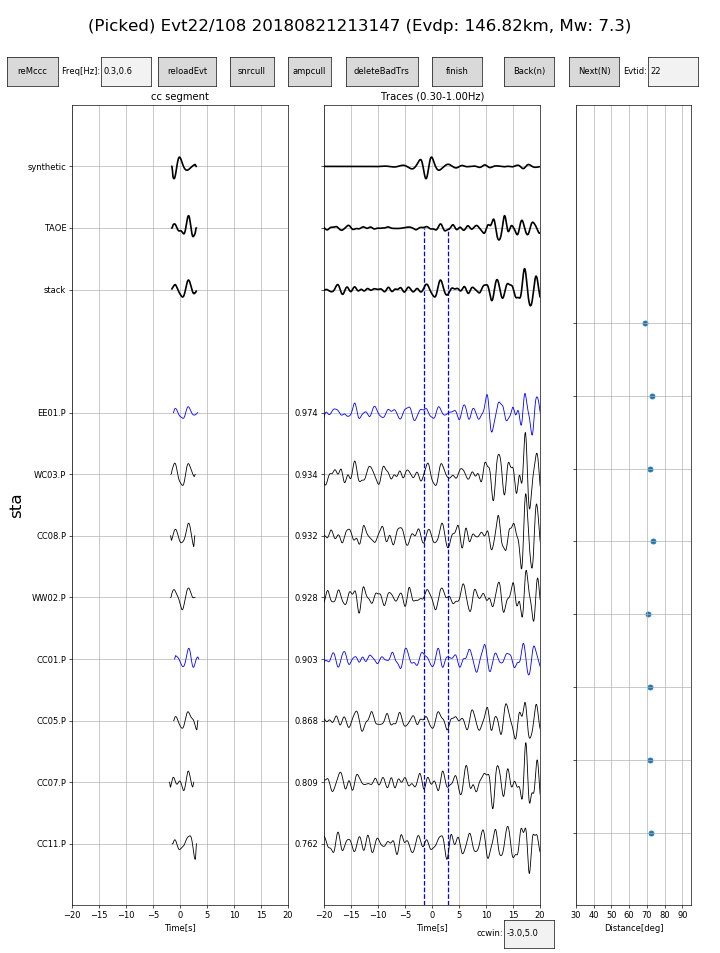 (Picked) Evt22/108 20180821213147 (Evdp: 146.82km, Mw: 7.3)
reMccc Freq[Hz]: 0.3,0.6 reloadEvt snrcull ampcull deleteBadTrs finish Back(n) Next(N) Evtid: 22
cc segment Traces (0.30-1.00Hz)
synthetic
TAOE
stack
EE01.P 0.974
WC03.P 0.934
CC08.P 0.932
WW02.P 0.928
CC01.P 0.903
CC05.P 0.868
CC07.P 0.809
CC11.P 0.762
sta
−20 −15 −10 −5 0 5 10 15 20 −20 −15 −10 −5 0 5 10 15 20 30 40 50 60 70 80 90
Time[s] Time[s] Distance[deg]
ccwin: -3.0,5.0